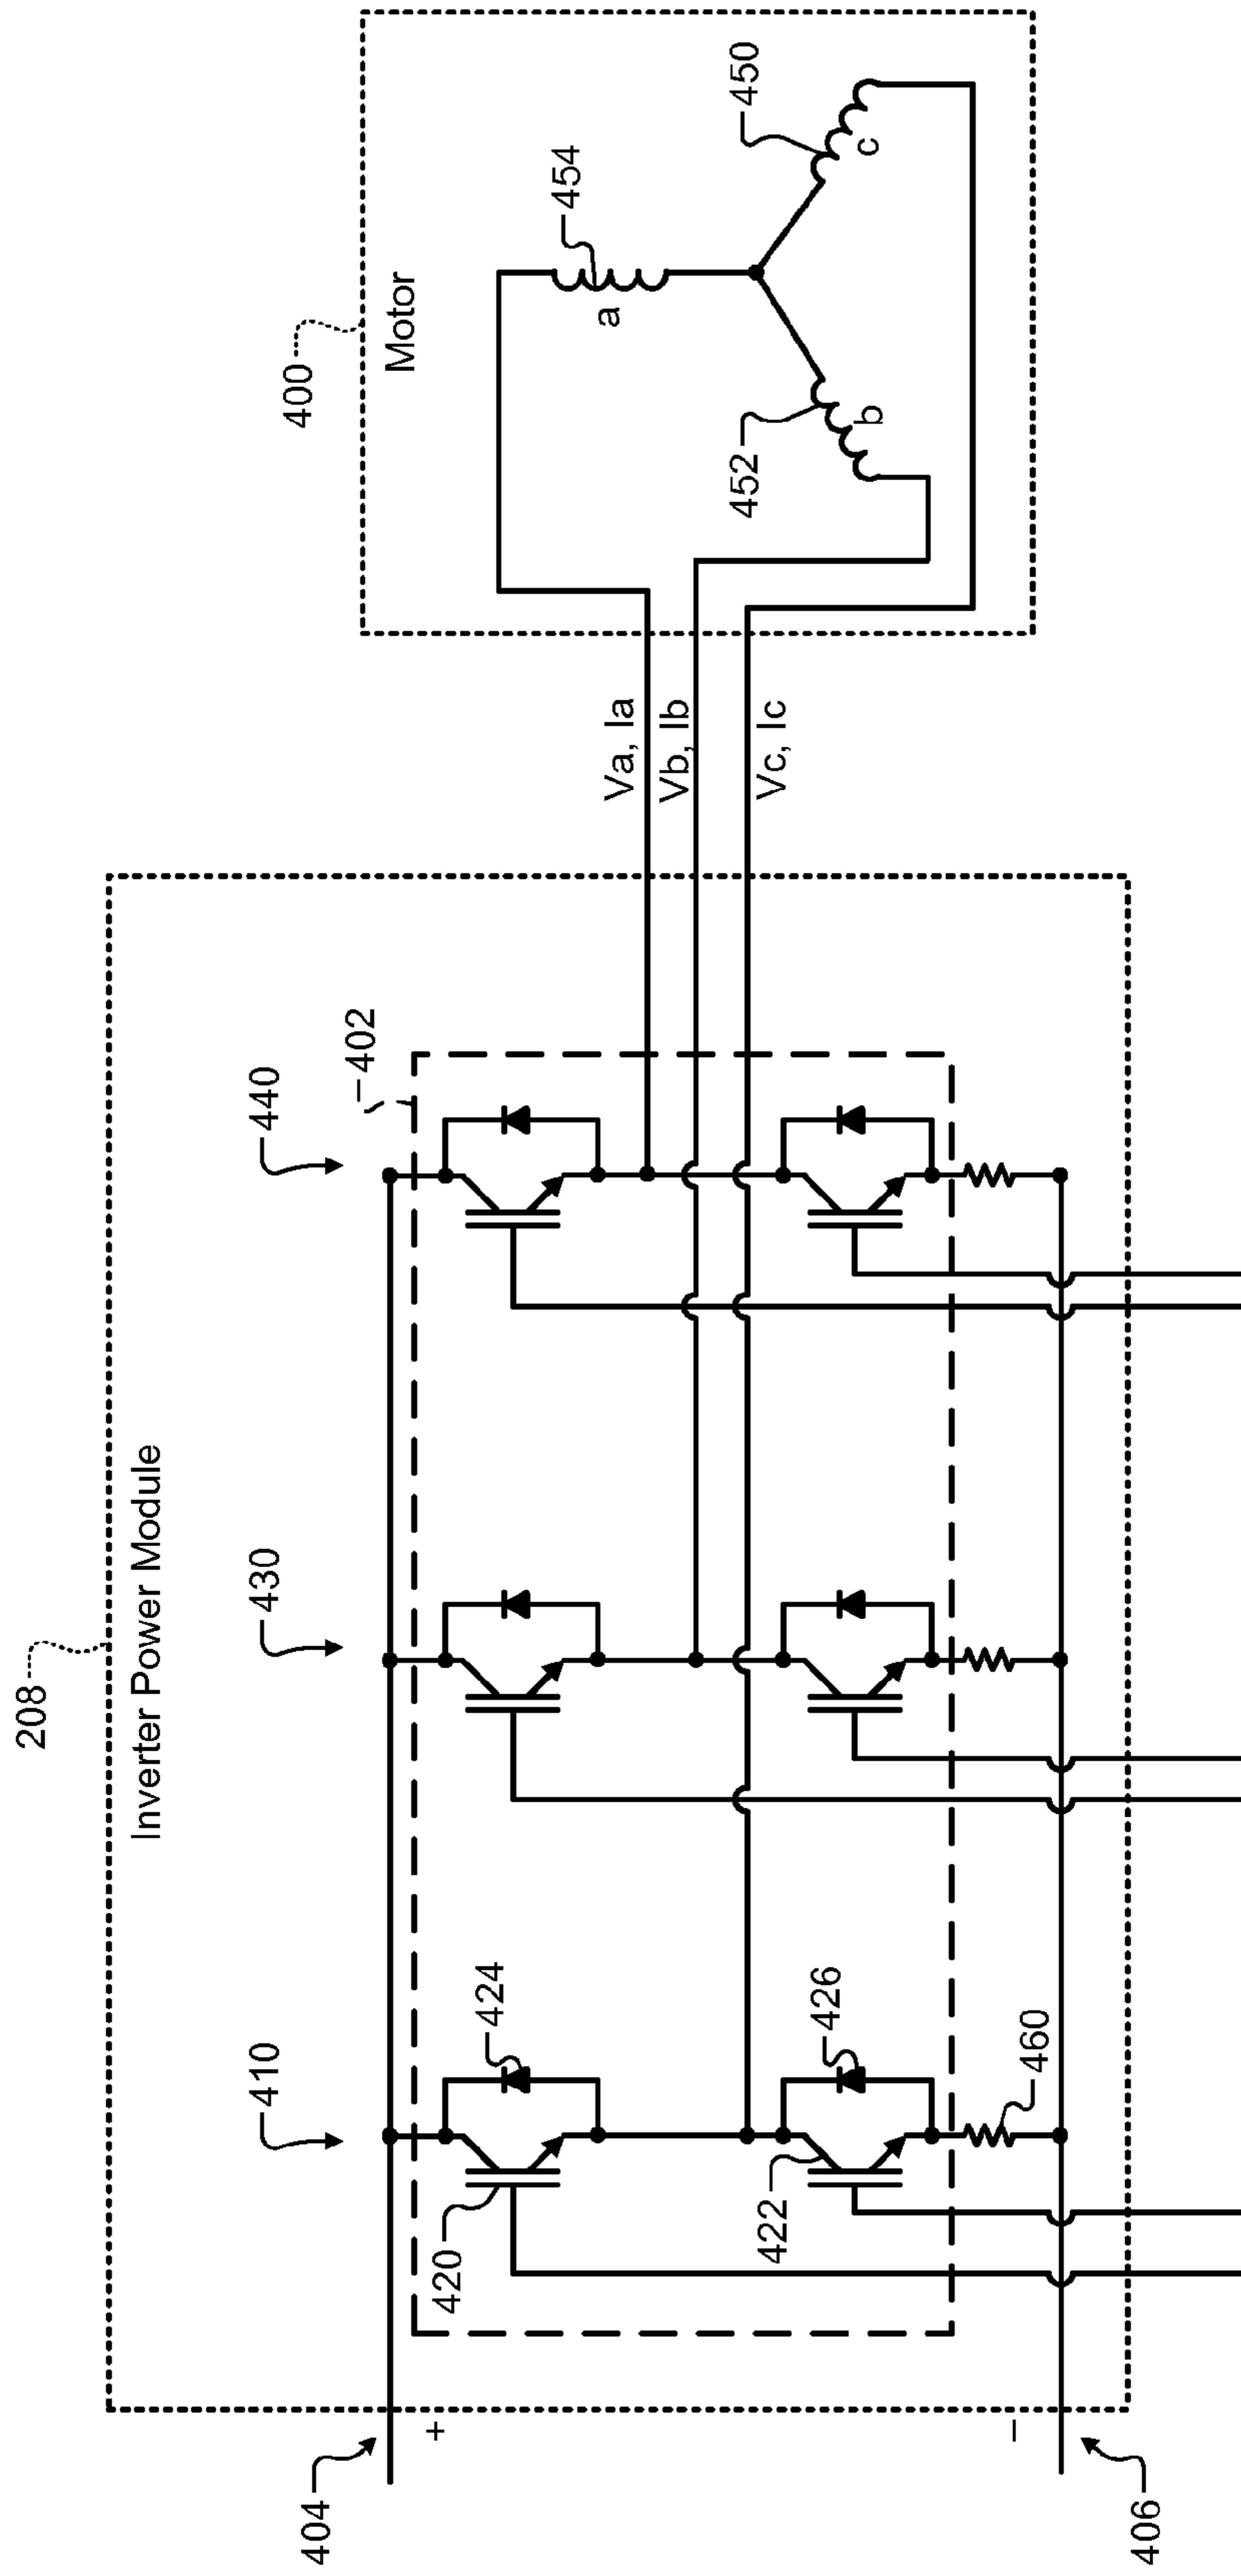 208
Inverter Power Module
410
430
440
402
404
+
420
424
422
426
460
−
406
Va, Ia
Vb, Ib
Vc, Ic
400
Motor
454
a
452
b
450
c